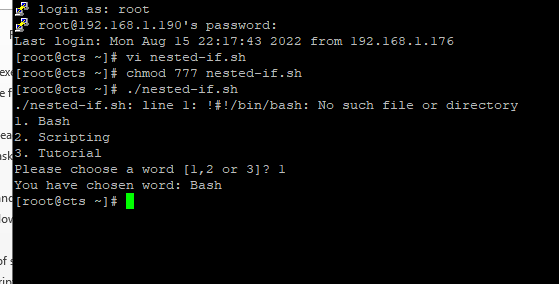 login as: root
root@192.168.1.190's password:
Last login: Mon Aug 15 22:17:43 2022 from 192.168.1.176
[root@cts ~]# vi nested-if.sh
[root@cts ~]# chmod 777 nested-if.sh
[root@cts ~]# ./nested-if.sh
./nested-if.sh: line 1: !#!/bin/bash: No such file or directory
1. Bash
2. Scripting
3. Tutorial
Please choose a word [1,2 or 3]? 1
You have chosen word: Bash
[root@cts ~]#